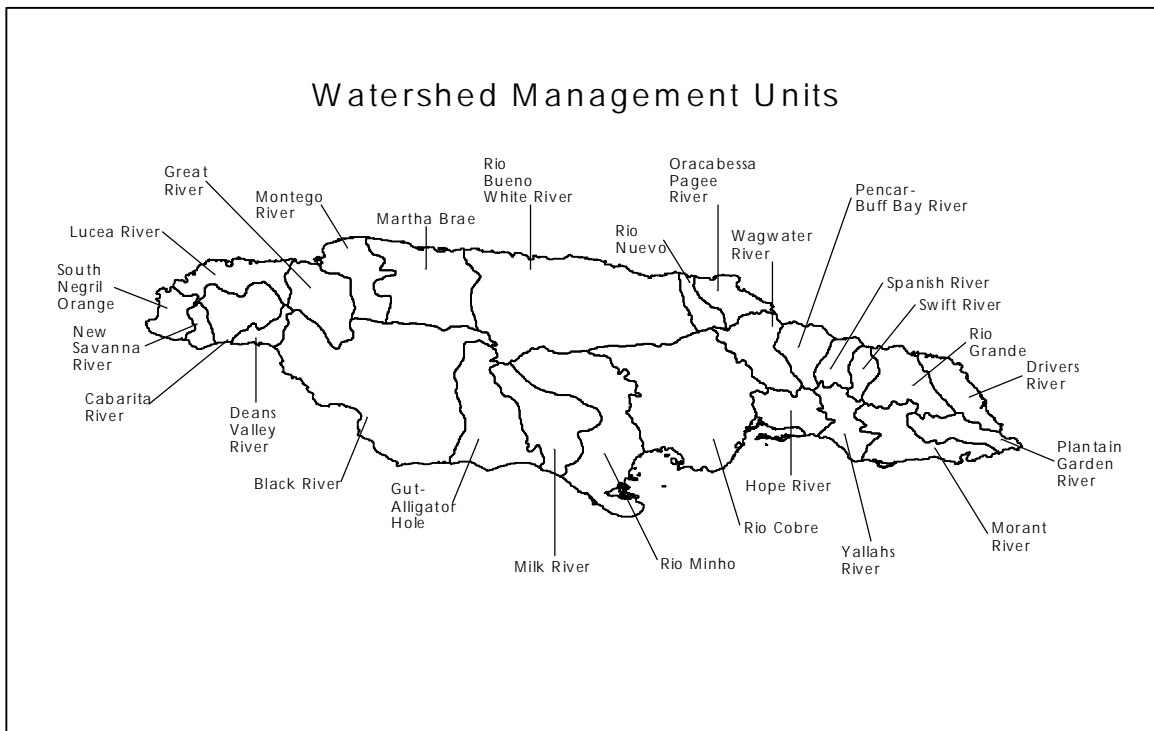 Watershed Management Units
Great
River
Montego
River
Martha Brae
Rio
Bueno
White River
Oracabessa
Pagee
River
Pencar-
Buff Bay River
Rio
Nuevo
Wagwater
River
Lucea River
South
Negril
Orange
New
Savanna
River
Cabarita
River
Deans
Valley
River
Black River
Gut-
Alligator
Hole
Milk River
Rio Minho
Rio Cobre
Hope River
Yallahs
River
Morant
River
Plantain
Garden
River
Drivers
River
Rio
Grande
Swift River
Spanish River